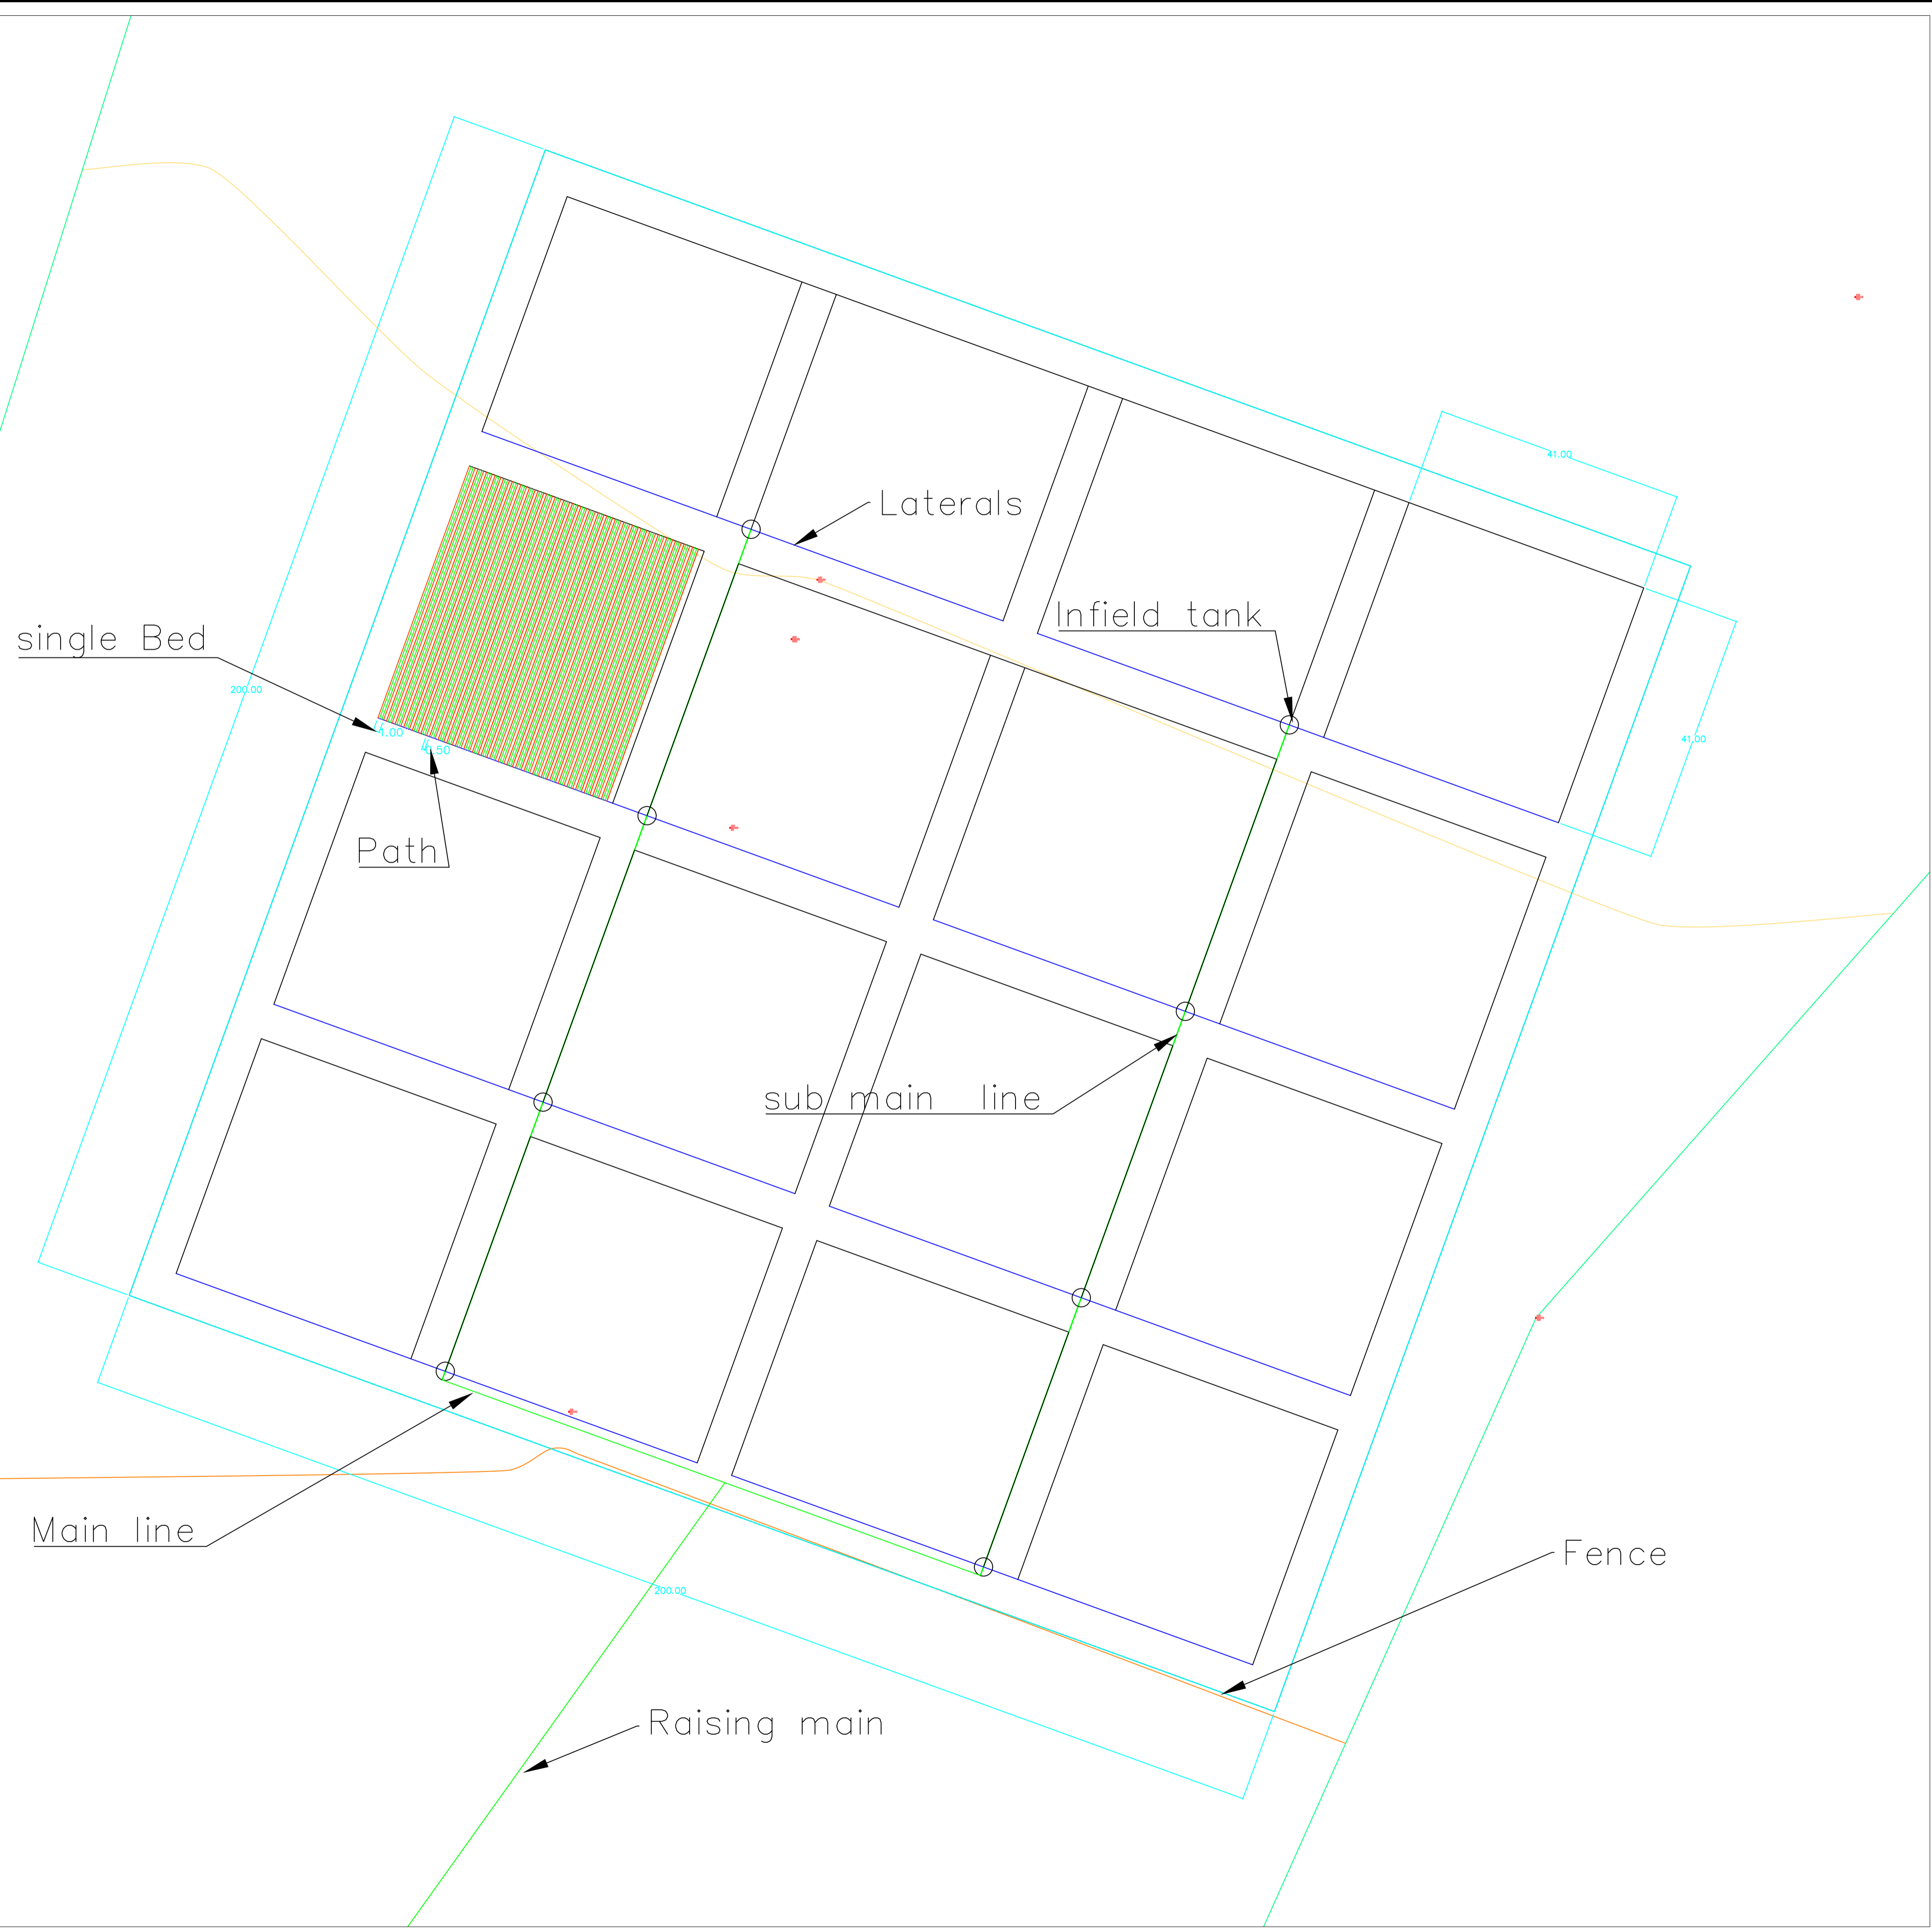 41.00
Laterals
Infield tank
single Bed
200.00
1.00
0.50
41.00
Path
sub main line
Main line
Fence
200.00
Raising main